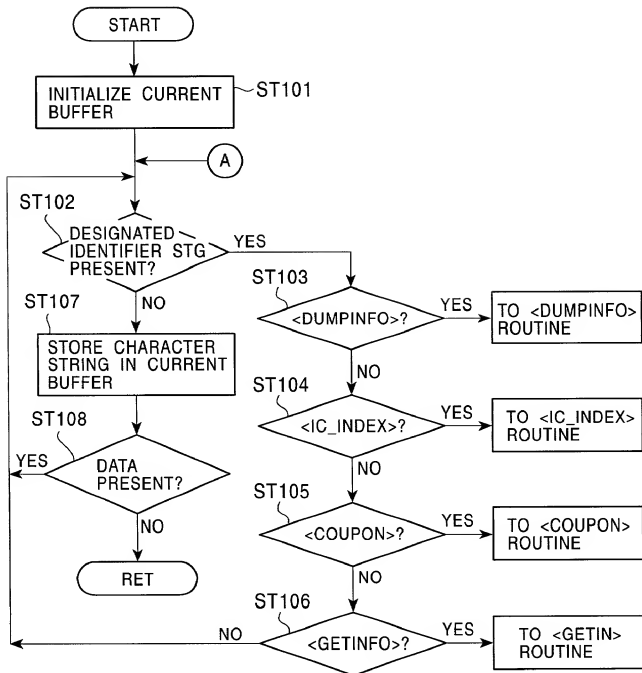 START
INITIALIZE CURRENT
BUFFER
ST101
A
ST102
DESIGNATED
IDENTIFIER STG
PRESENT?
YES
NO
ST103
<DUMPINFO>?
YES
TO <DUMPINFO>
ROUTINE
NO
ST107
STORE CHARACTER
STRING IN CURRENT
BUFFER
ST104
<IC_INDEX>?
YES
TO <IC_INDEX>
ROUTINE
NO
ST108
YES
DATA
PRESENT?
NO
ST105
<COUPON>?
YES
TO <COUPON>
ROUTINE
NO
RET
ST106
NO
<GETINFO>?
YES
TO <GETIN>
ROUTINE